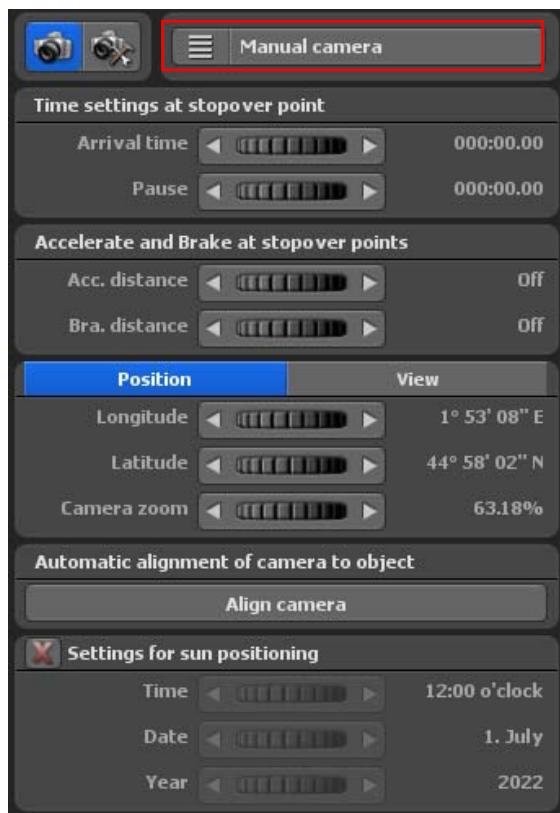 Manual camera
Time settings at stopover point
Arrival time 000:00.00
Pause 000:00.00
Accelerate and Brake at stopover points
Acc. distance Off
Bra. distance Off
Position View
Longitude 1° 53' 08" E
Latitude 44° 58' 02" N
Camera zoom 63.18%
Automatic alignment of camera to object
Align camera
Settings for sun positioning
Time 12:00 o'clock
Date 1. July
Year 2022